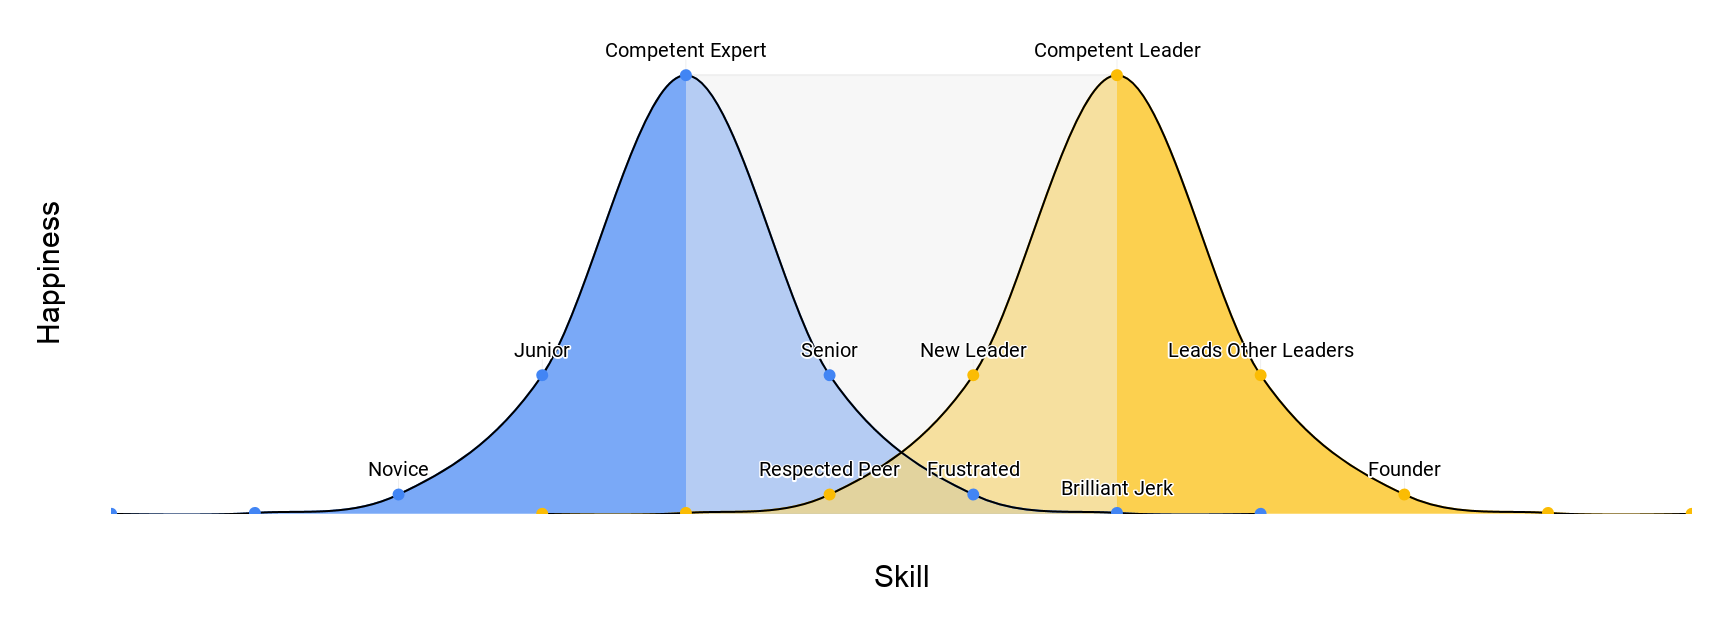 Competent Expert
Competent Leader
Happiness
Junior
Senior
New Leader
Leads Other Leaders
Novice
Respected Peer
Frustrated
Brilliant Jerk
Founder
Skill